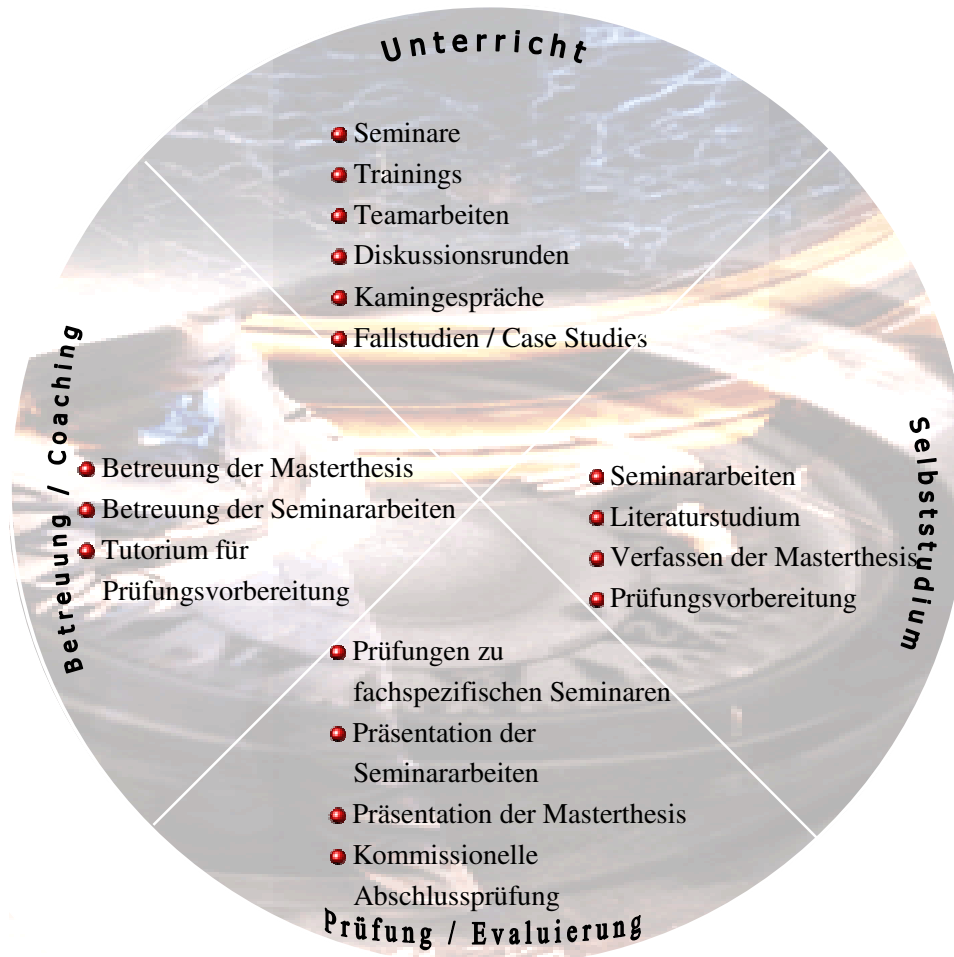 Unterricht
Seminare
Trainings
Teamarbeiten
Diskussionsrunden
Kamingespräche
Fallstudien / Case Studies
Betreuung / Coaching
Betreuung der Masterthesis
Betreuung der Seminararbeiten
Tutorium für
Prüfungsvorbereitung
Selbststudium
Seminararbeiten
Literaturstudium
Verfassen der Masterthesis
Prüfungsvorbereitung
Prüfungen zu
fachspezifischen Seminaren
Präsentation der
Seminararbeiten
Präsentation der Masterthesis
Kommissionelle
Abschlussprüfung
Prüfung / Evaluierung